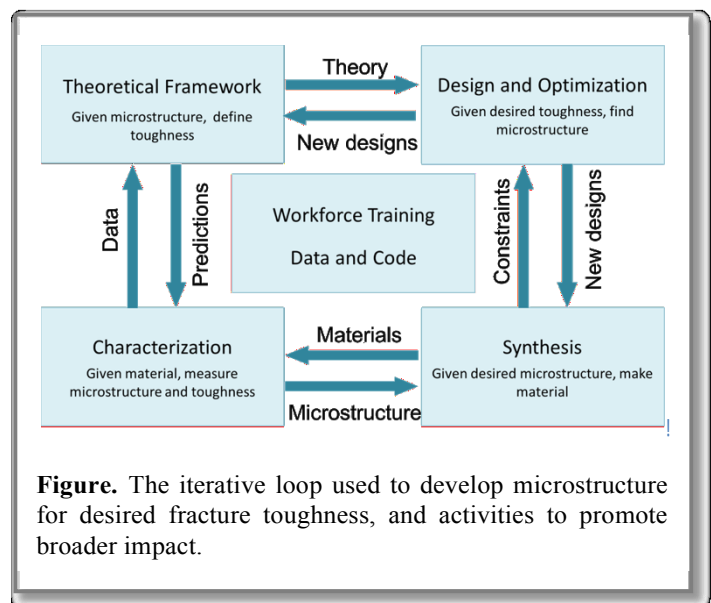 Theoretical Framework
Given microstructure, define
toughness
Theory
New designs
Design and Optimization
Given desired toughness, find
microstructure
Data
Predictions
Workforce Training
Data and Code
Constraints
New designs
Characterization
Given material, measure
microstructure and toughness
Materials
Microstructure
Synthesis
Given desired microstructure, make
material
!
Figure. The iterative loop used to develop microstructure
for desired fracture toughness, and activities to promote
broader impact.